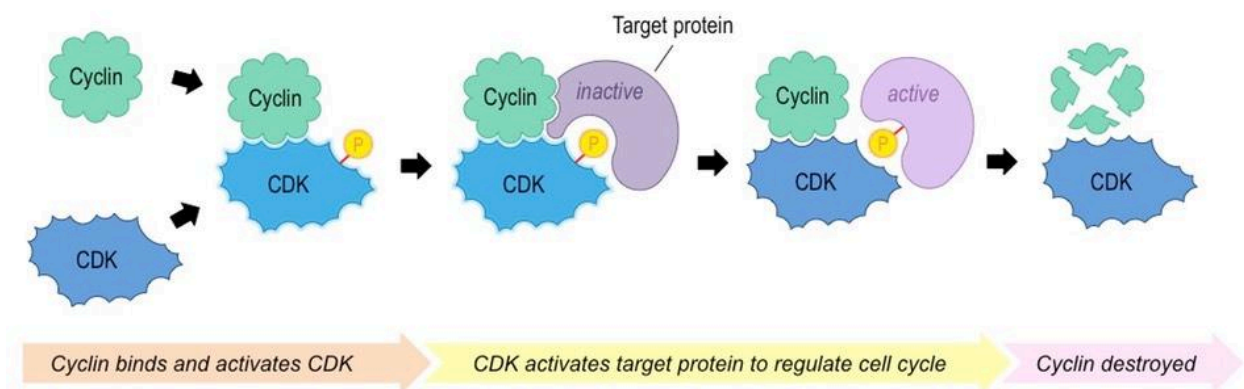 Target protein
Cyclin
Cyclin
P
CDK
CDK
Cyclin
inactive
P
CDK
Cyclin
active
P
CDK
CDK
Cyclin binds and activates CDK
CDK activates target protein to regulate cell cycle
Cyclin destroyed